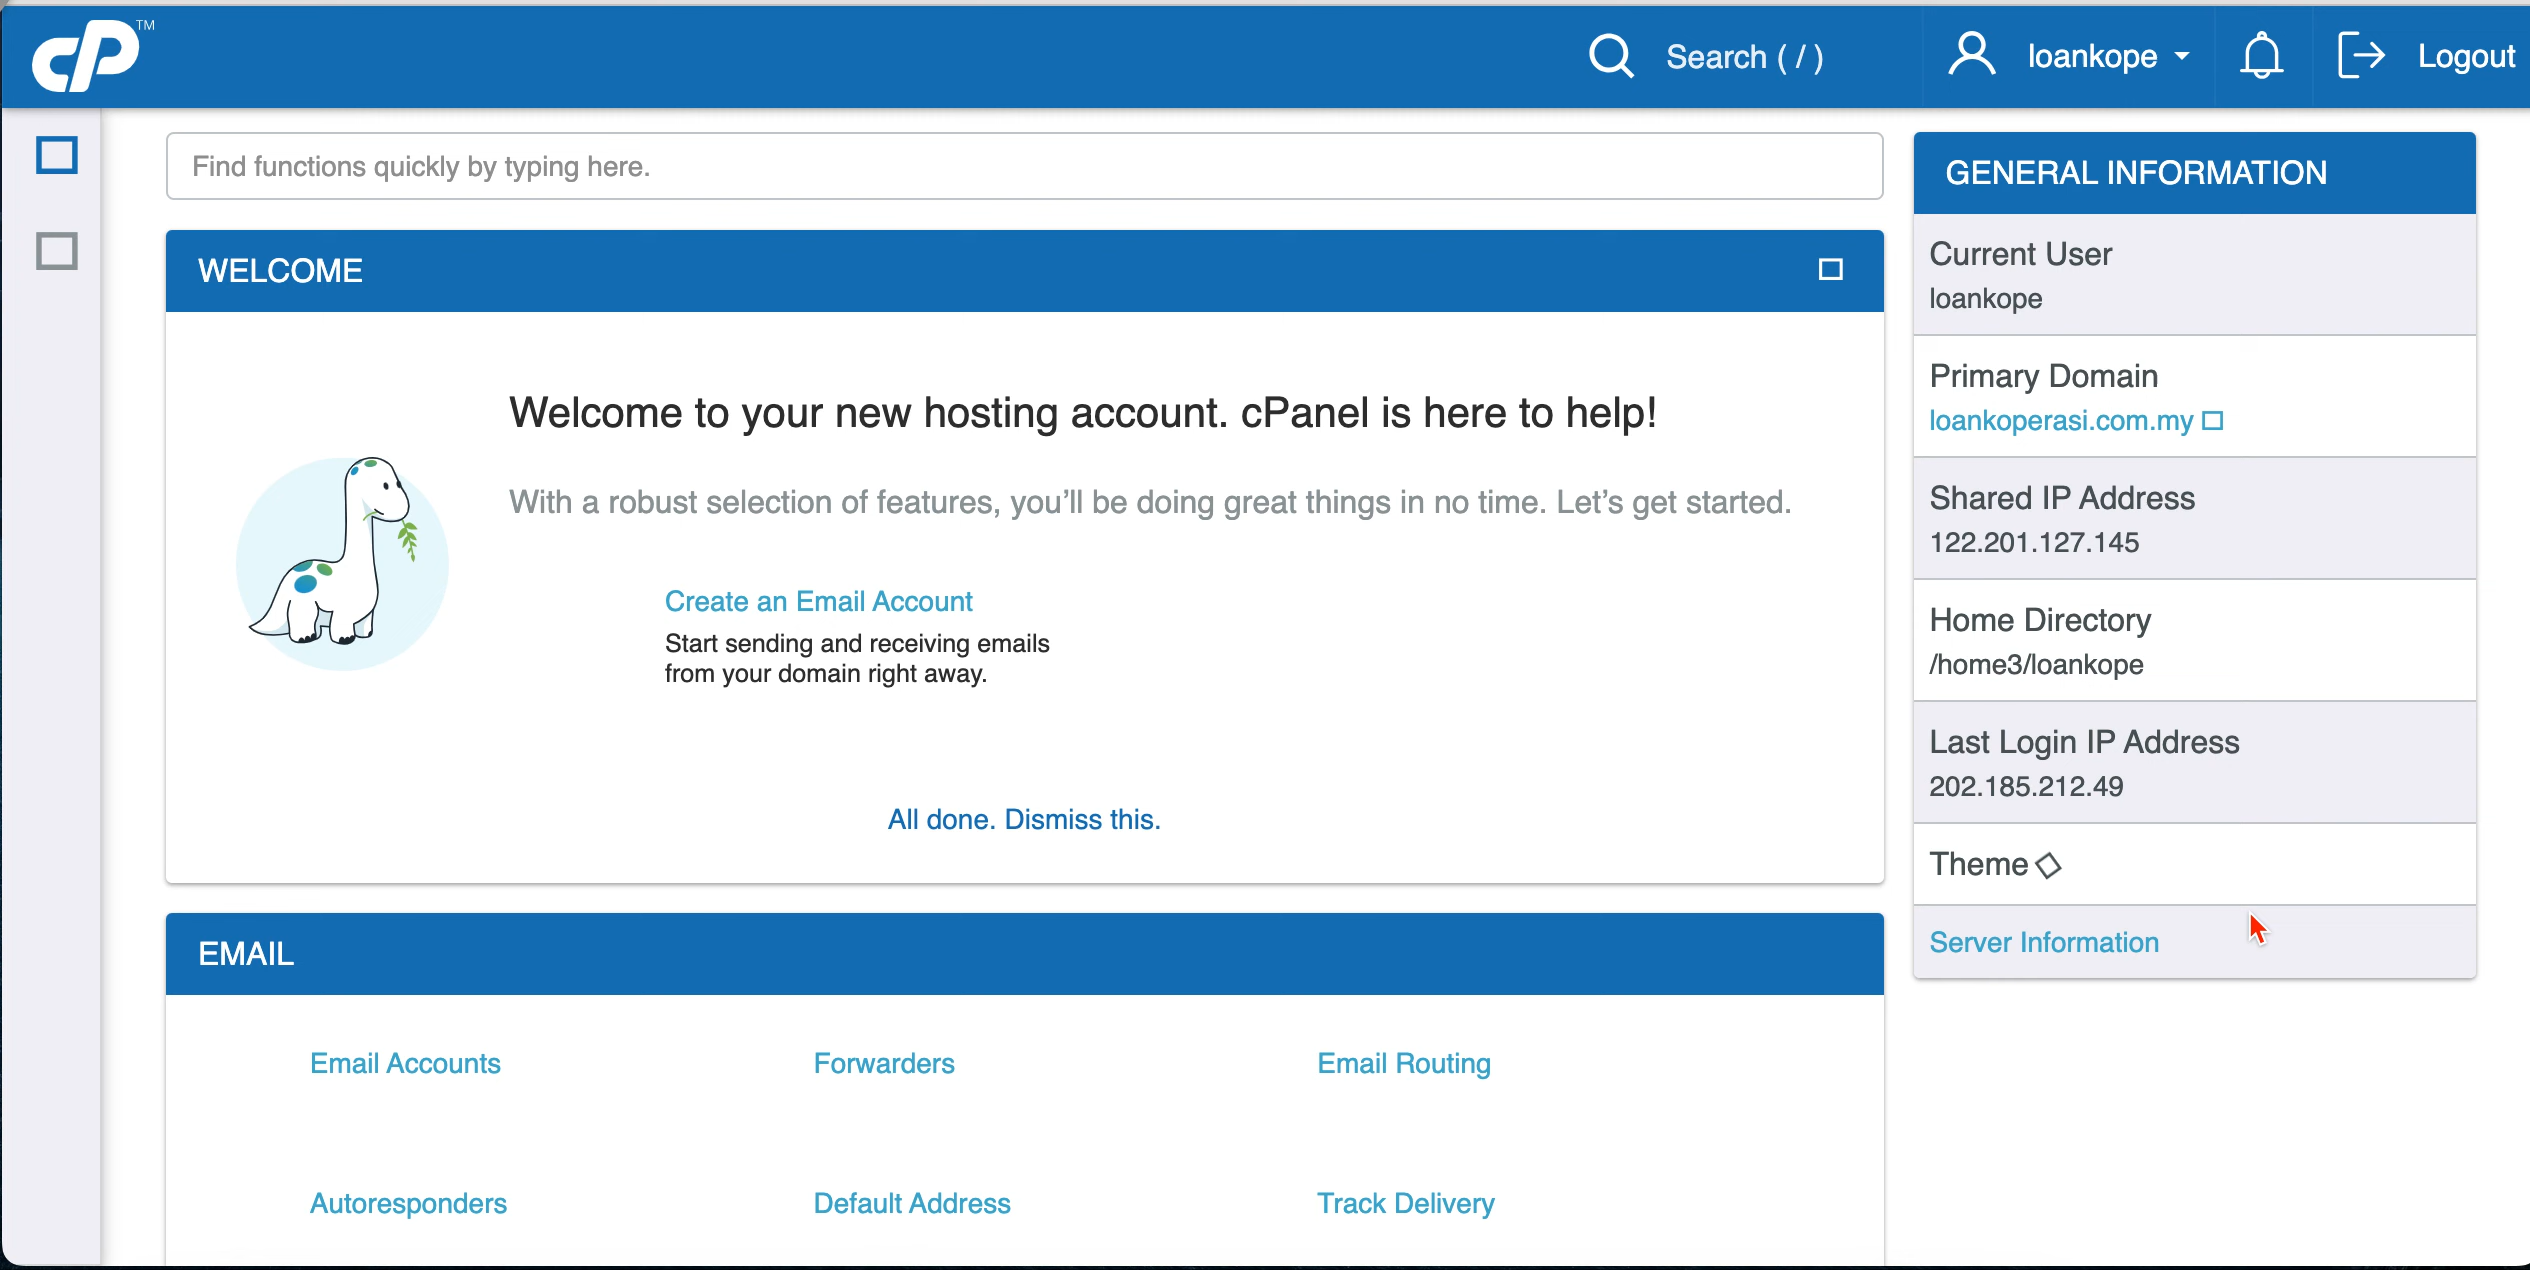 cP™
Search ( / )
loankope
Logout
Find functions quickly by typing here.
WELCOME
Welcome to your new hosting account. cPanel is here to help!
With a robust selection of features, you’ll be doing great things in no time. Let’s get started.
Create an Email Account
Start sending and receiving emails
from your domain right away.
All done. Dismiss this.
EMAIL
Email Accounts
Forwarders
Email Routing
Autoresponders
Default Address
Track Delivery
GENERAL INFORMATION
Current User
loankope
Primary Domain
loankoperasi.com.my
Shared IP Address
122.201.127.145
Home Directory
/home3/loankope
Last Login IP Address
202.185.212.49
Theme
Server Information